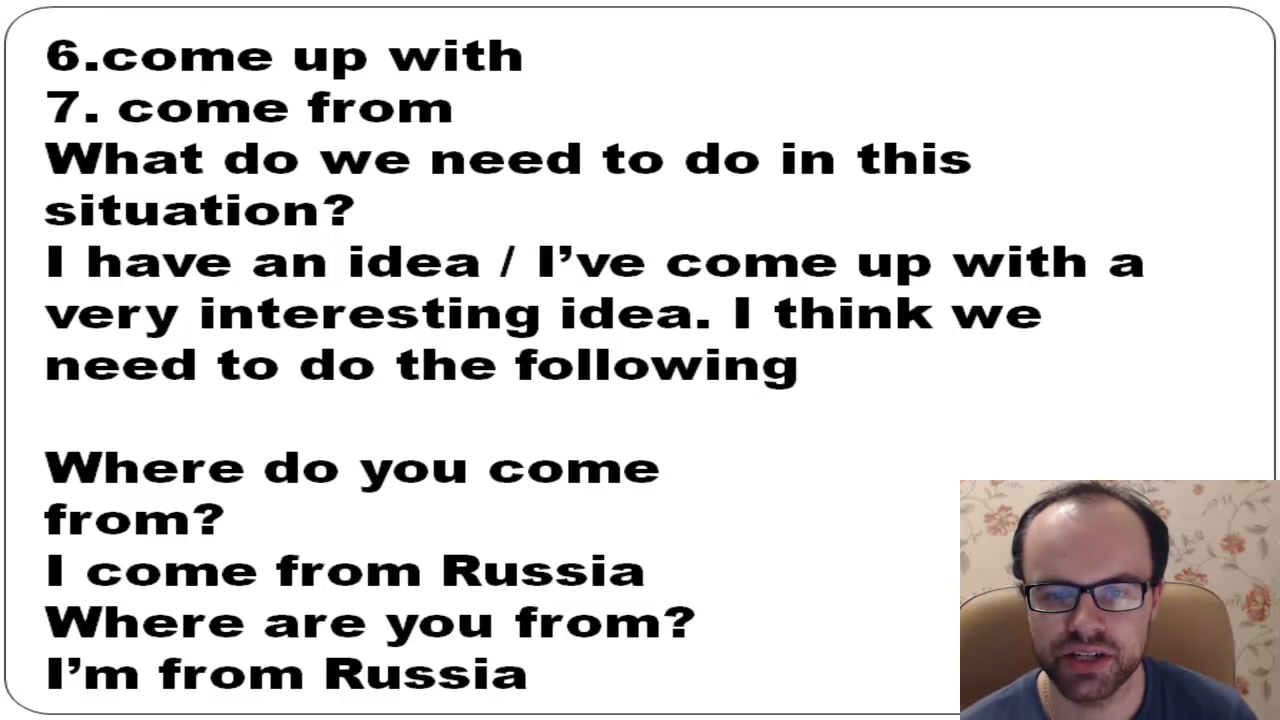 6.come up with
7. come from
What do we need to do in this
situation?
I have an idea / I’ve come up with a
very interesting idea. I think we
need to do the following
Where do you come
from?
I come from Russia
Where are you from?
I’m from Russia